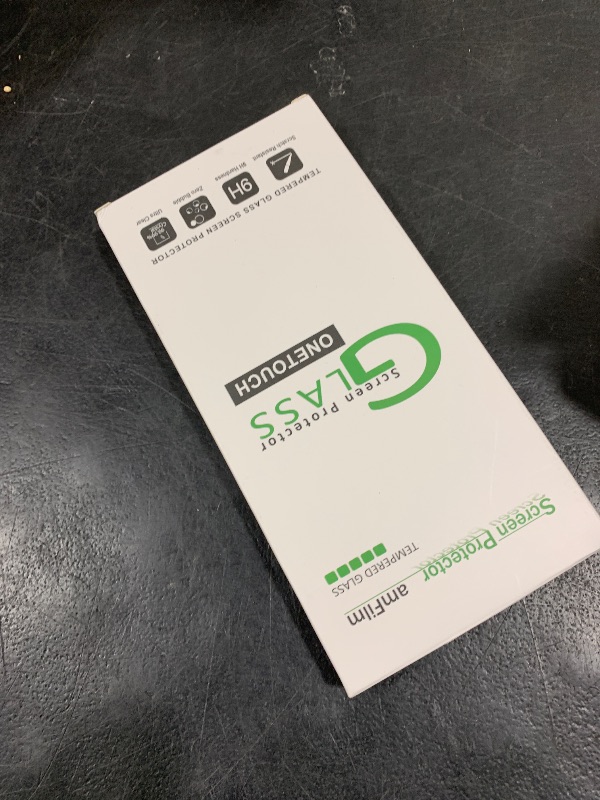 Screen Protector
amFilm
TEMPERED GLASS
GLASS
Screen Protector
ONETOUCH
TEMPERED GLASS SCREEN PROTECTOR
9H
Scratch Resistant
9H Hardness
Zero Bubble
Ultra Clear